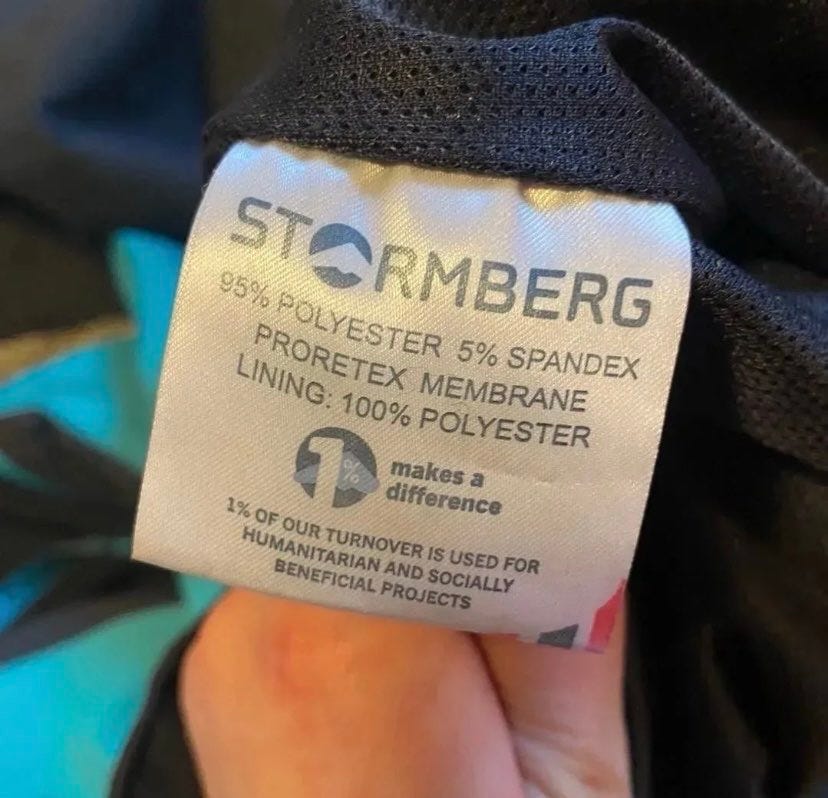 STORMBERG
95% POLYESTER 5% SPANDEX
PRORETEX MEMBRANE
LINING: 100% POLYESTER
1%
makes a
difference
1% OF OUR TURNOVER IS USED FOR
HUMANITARIAN AND SOCIALLY
BENEFICIAL PROJECTS